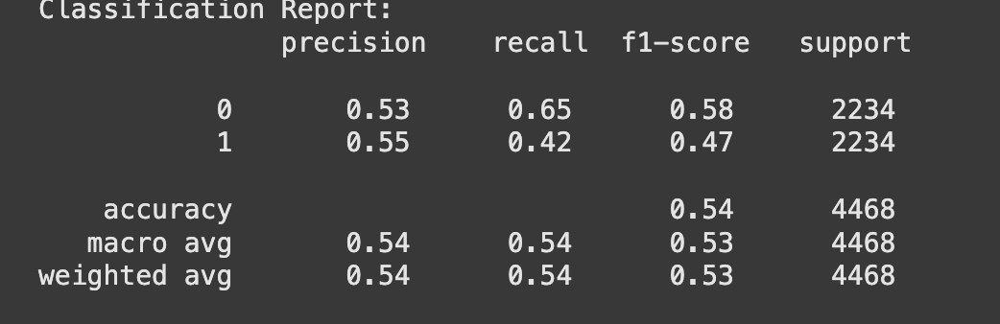 Classification Report:
precision recall f1-score support
0 0.53 0.65 0.58 2234
1 0.55 0.42 0.47 2234
accuracy 0.54 4468
macro avg 0.54 0.54 0.53 4468
weighted avg 0.54 0.54 0.53 4468